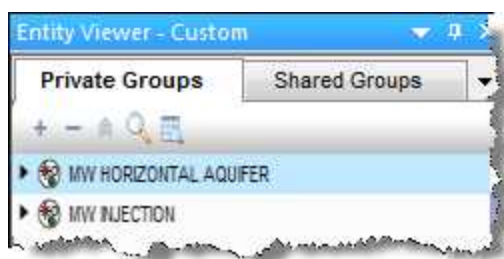 Entity Viewer - Custom
Private Groups
Shared Groups
MW HORIZONTAL AQUIFER
MW INJECTION